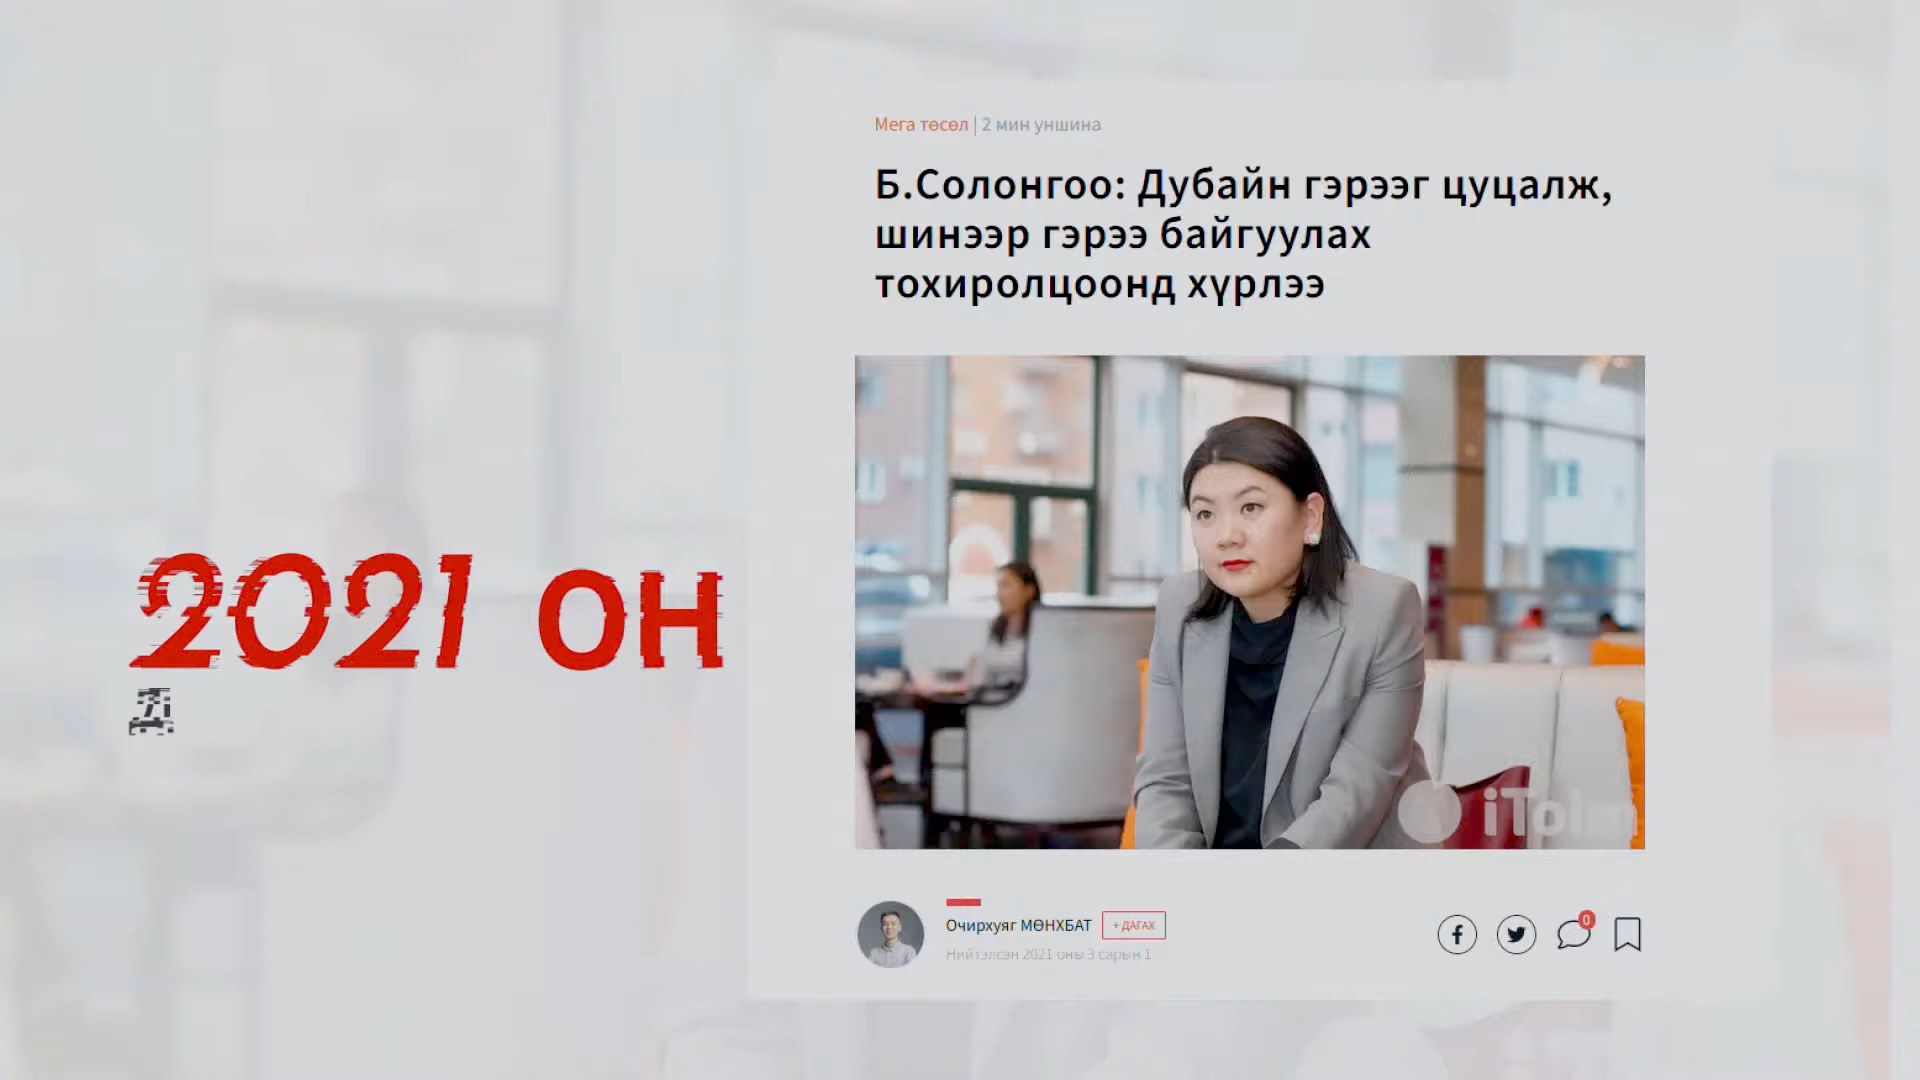 Мега төсөл | 2 мин уншина
Б.Солонгоо: Дубайн гэрээг цуцалж,
шинээр гэрээ байгуулах
тохиролцоонд хүрлээ
2021 ОН
iToim
Очирхуяг МӨНХБАТ
+ ДАГАХ
0
Нийтэлсэн 2021 оны 3 сарын 1